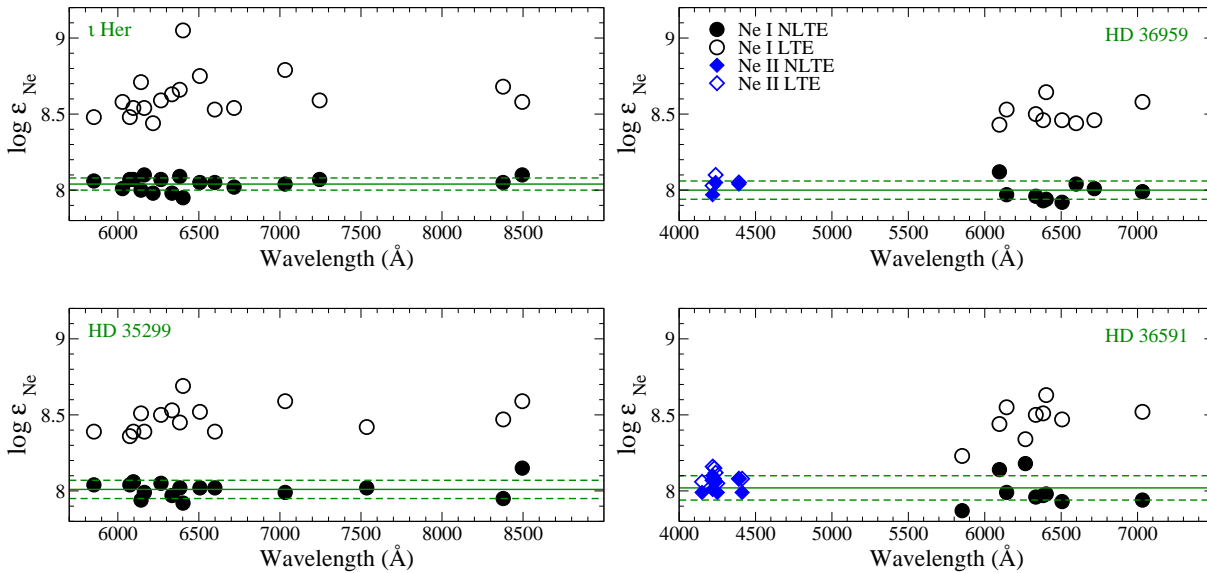 ι Her
9
8.5
8
log ε Ne
6000 6500 7000 7500 8000 8500
Wavelength (Å)
Ne I NLTE
Ne I LTE
Ne II NLTE
Ne II LTE
HD 36959
9
8.5
8
log ε Ne
4000 4500 5000 5500 6000 6500 7000
Wavelength (Å)
HD 35299
9
8.5
8
log ε Ne
6000 6500 7000 7500 8000 8500
Wavelength (Å)
HD 36591
9
8.5
8
log ε Ne
4000 4500 5000 5500 6000 6500 7000
Wavelength (Å)